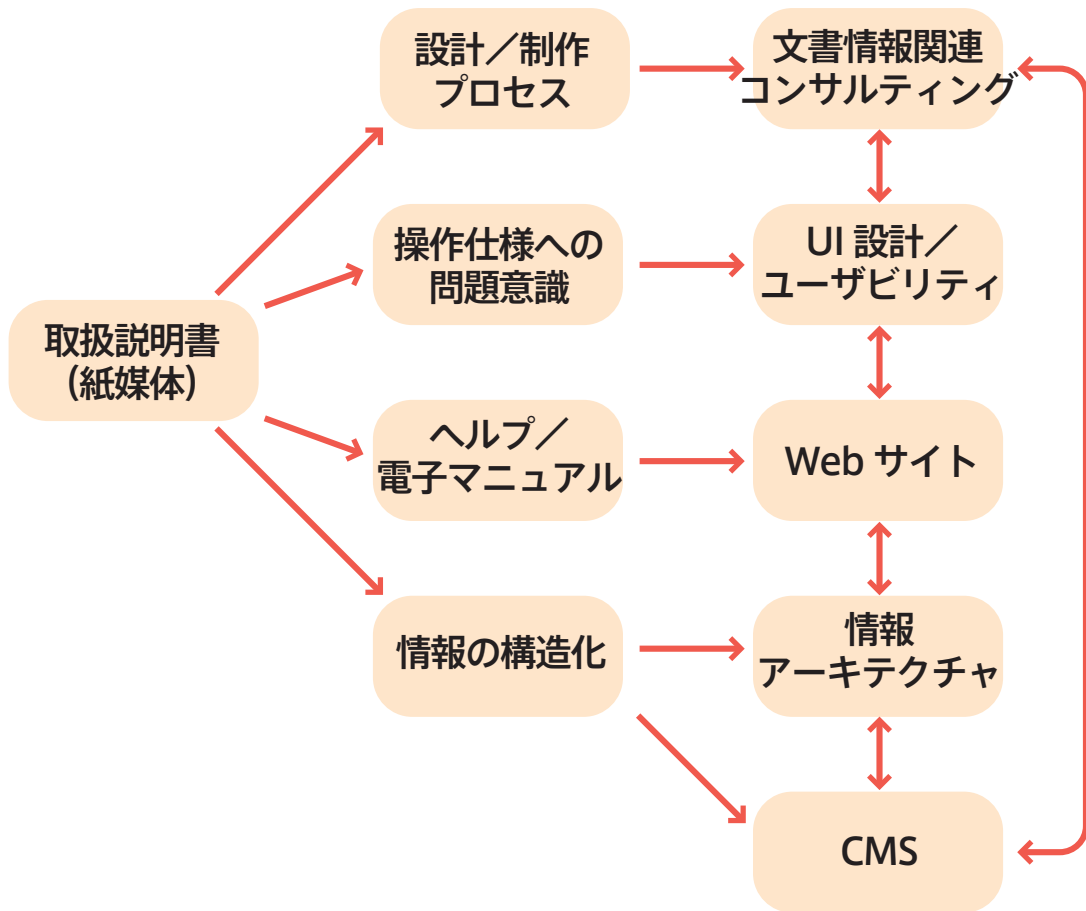 設計／制作
プロセス
文書情報関連
コンサルティング
操作仕様への
問題意識
UI 設計／
ユーザビリティ
取扱説明書
（紙媒体）
ヘルプ／
電子マニュアル
Web サイト
情報の構造化
情報
アーキテクチャ
CMS